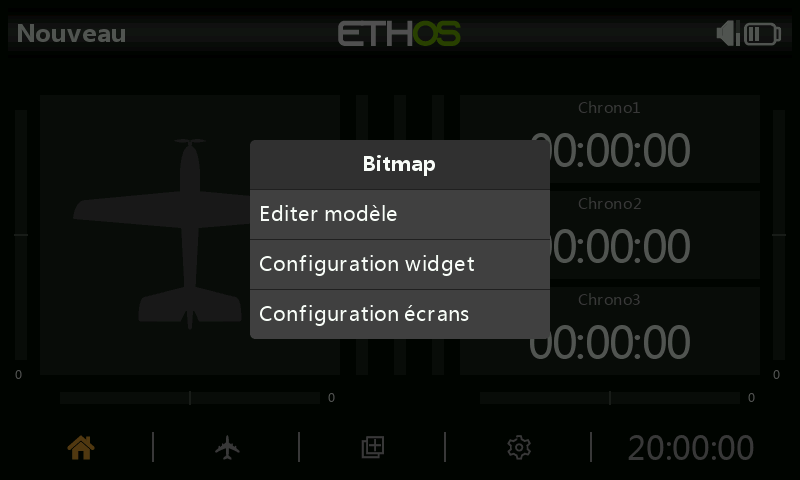 Nouveau
ETHOS
Chrono1
00:00:00
Bitmap
Editer modèle
Configuration widget
Configuration écrans
Chrono2
00:00:00
Chrono3
00:00:00
0
0
0
0
20:00:00